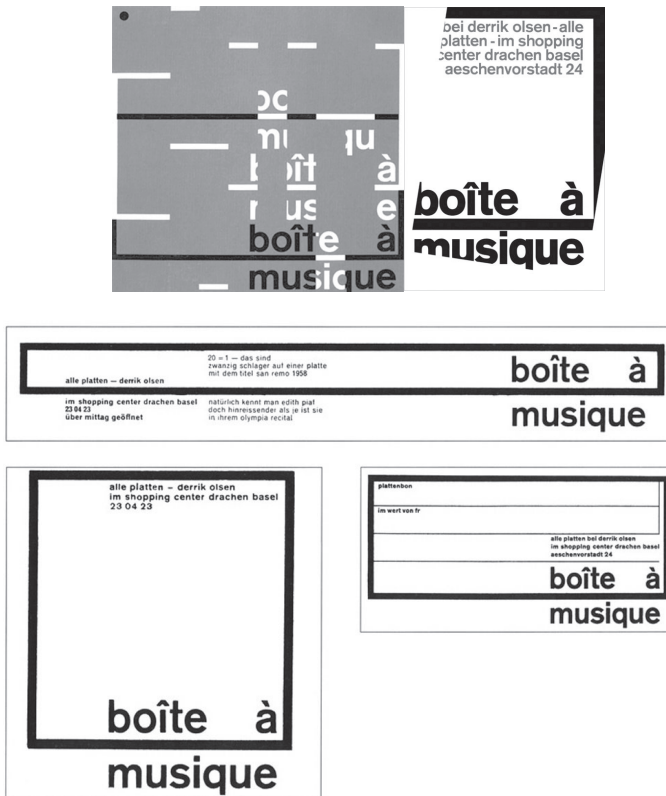 bo
mu qu
b oît à
m us e
boîte à
musique
bei derrik olsen-alle
platten-im shopping
center drachen basel
aeschenvorstadt 24
boîte à
musique
20 = 1 — das sind
zwanzig schlager auf einer platte
mit dem titel san remo 1958
alle platten — derrik olsen
boîte à
im shopping center drachen basel
23 04 23
über mittag geöffnet
natürlich kennt man edith piaf
doch hinreissender als je ist sie
in ihrem olympia recital
musique
alle platten – derrik olsen
im shopping center drachen basel
23 04 23
boîte à
musique
plattenbon
im wert von fr
alle platten bei derrik olsen
im shopping center drachen basel
aeschenvorstadt 24
boîte à
musique